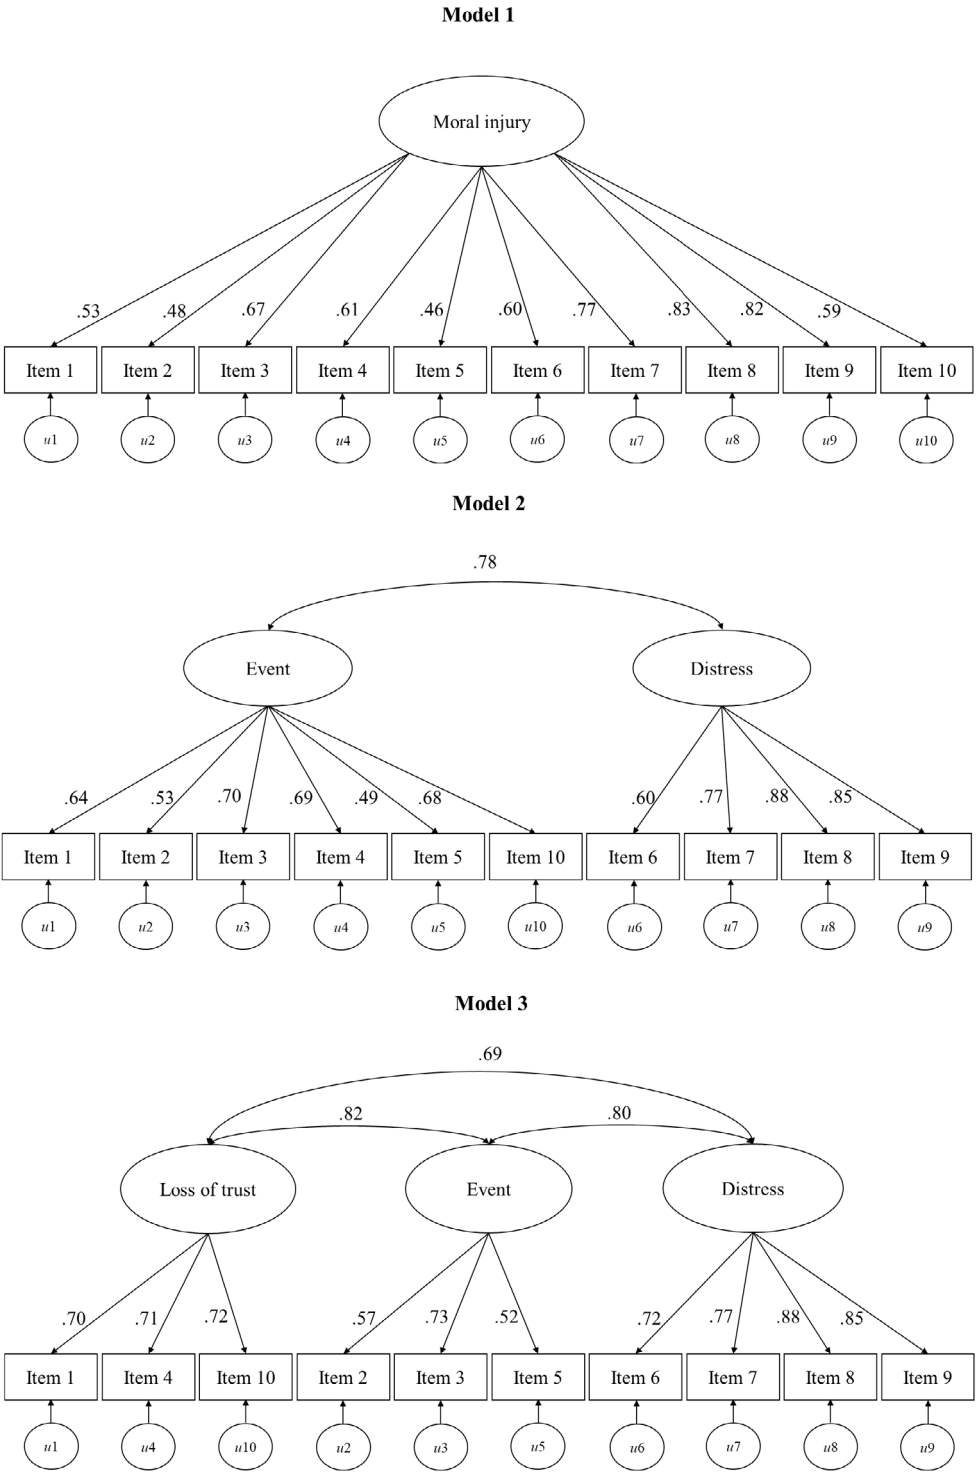 Model 1
Moral injury
.53 .48 .67 .61 .46 .60 .77 .83 .82 .59
Item 1 Item 2 Item 3 Item 4 Item 5 Item 6 Item 7 Item 8 Item 9 Item 10
u1 u2 u3 u4 u5 u6 u7 u8 u9 u10
Model 2
.78
Event Distress
.64 .53 .70 .69 .49 .68 .60 .77 .88 .85
Item 1 Item 2 Item 3 Item 4 Item 5 Item 10 Item 6 Item 7 Item 8 Item 9
u1 u2 u3 u4 u5 u10 u6 u7 u8 u9
Model 3
.69
.82 .80
Loss of trust Event Distress
.70 .71 .72 .57 .73 .52 .72 .77 .88 .85
Item 1 Item 4 Item 10 Item 2 Item 3 Item 5 Item 6 Item 7 Item 8 Item 9
u1 u4 u10 u2 u3 u5 u6 u7 u8 u9